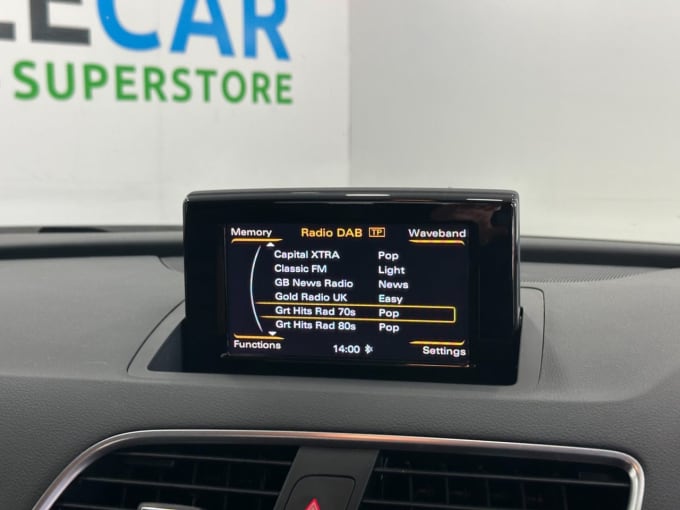 CAR
SUPERSTORE
Memory Radio DAB TP Waveband
Capital XTRA Pop
Classic FM Light
GB News Radio News
Gold Radio UK Easy
Grt Hits Rad 70s Pop
Grt Hits Rad 80s Pop
Functions 14:00 Settings